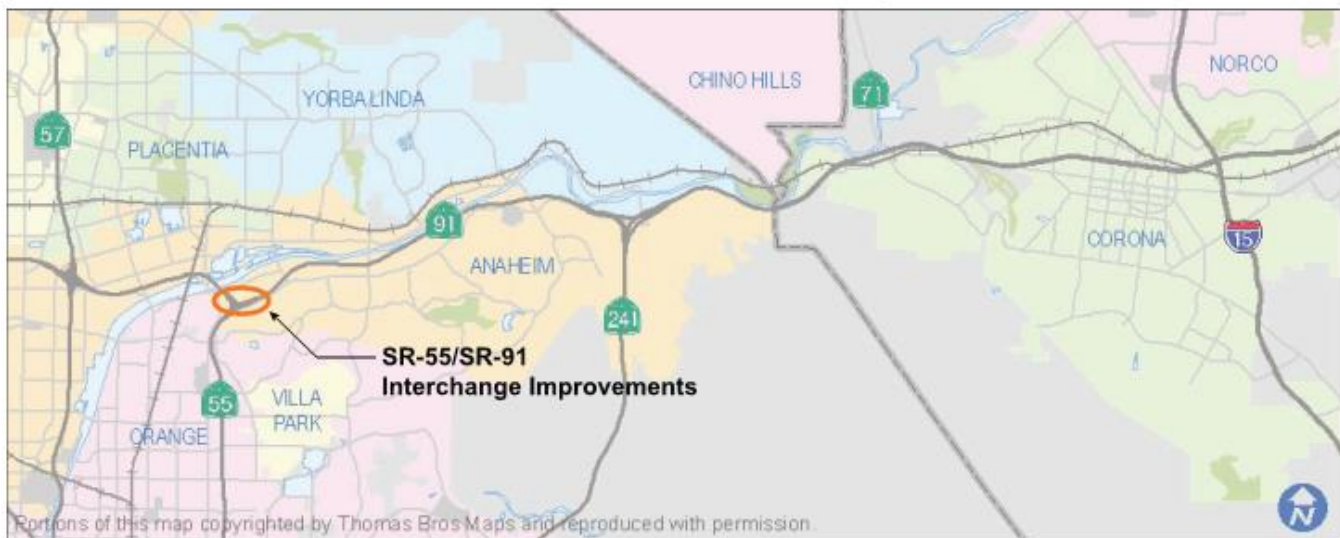 CHINO HILLS
NORCO
71
YORBA LINDA
57
PLACENTIA
91
ANAHEIM
CORONA
15
241
SR-55/SR-91
Interchange Improvements
55
VILLA
PARK
ORANGE
Portions of this map copyrighted by Thomas Bros Maps and reproduced with permission.
N